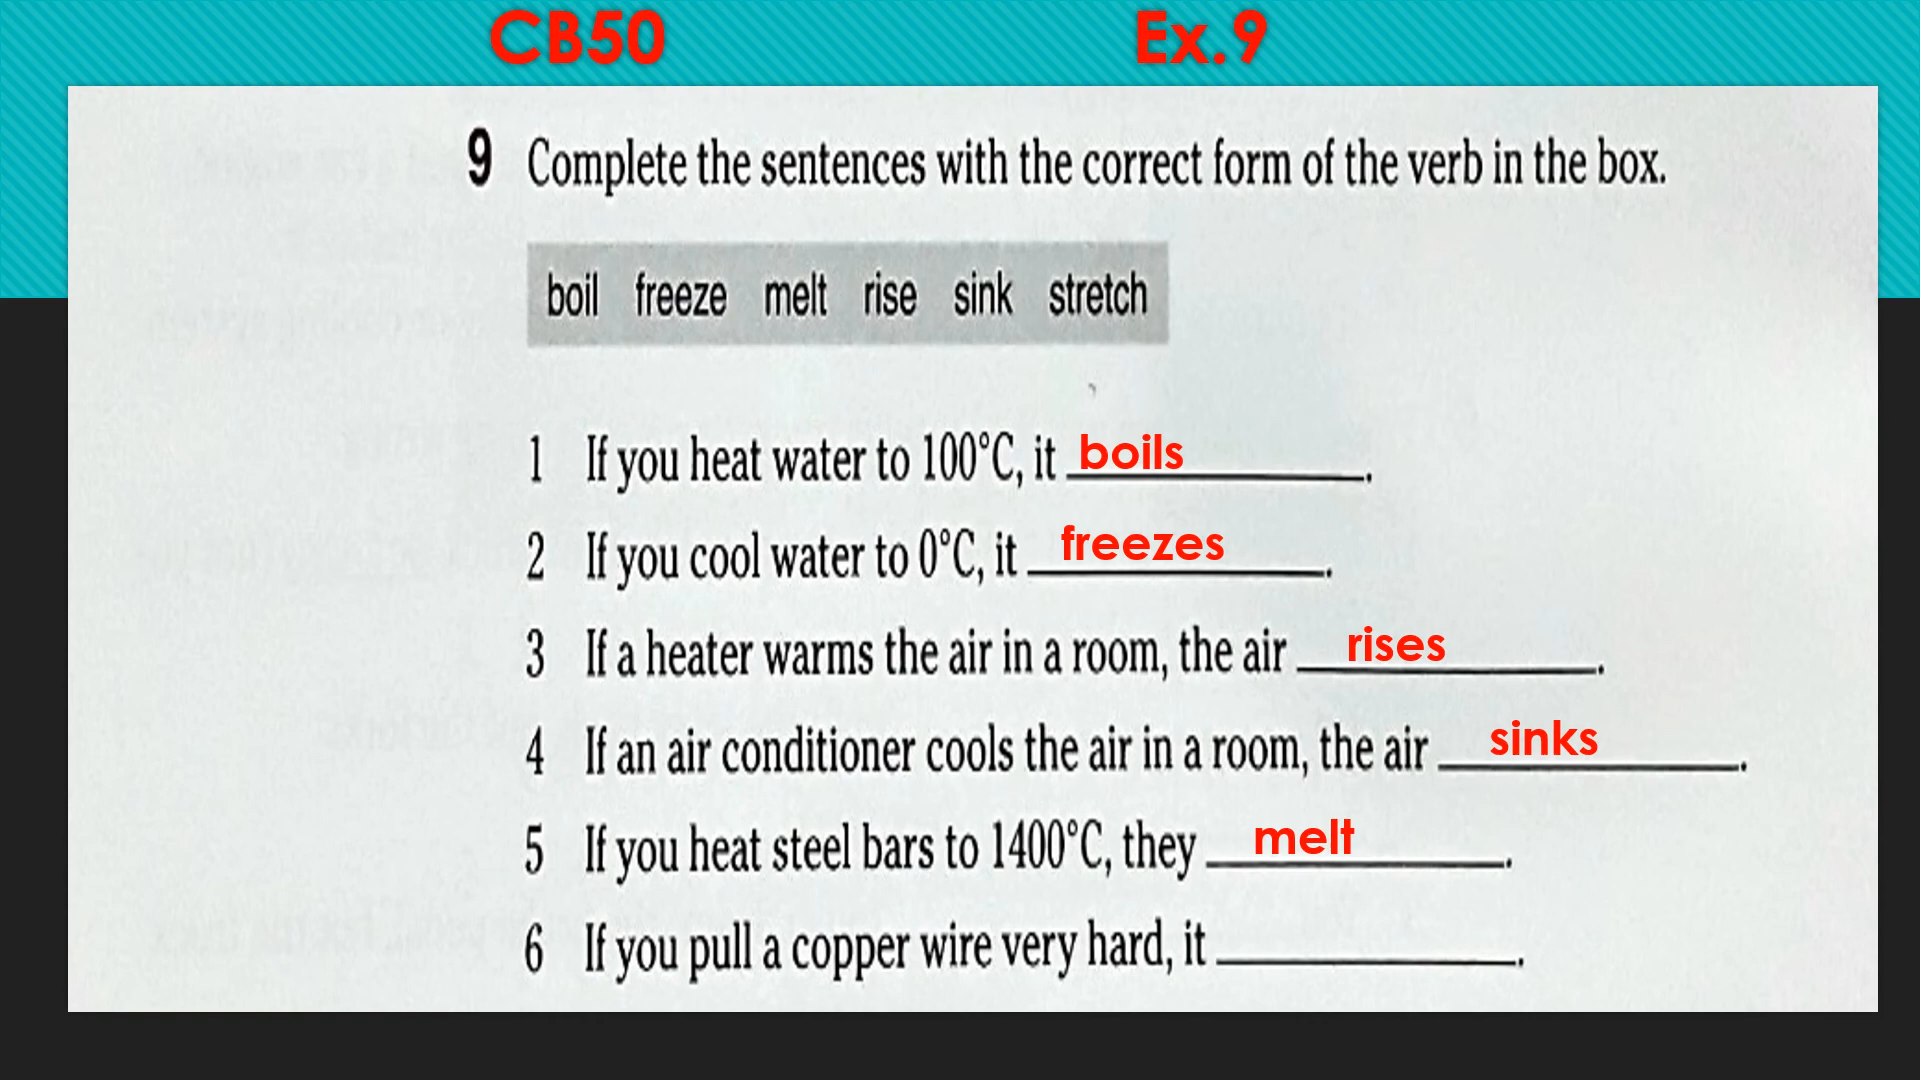 CB50 Ex.9
9 Complete the sentences with the correct form of the verb in the box.
boil freeze melt rise sink stretch
1 If you heat water to 100°C, it boils.
2 If you cool water to 0°C, it freezes.
3 If a heater warms the air in a room, the air rises.
4 If an air conditioner cools the air in a room, the air sinks.
5 If you heat steel bars to 1400°C, they melt.
6 If you pull a copper wire very hard, it ______.